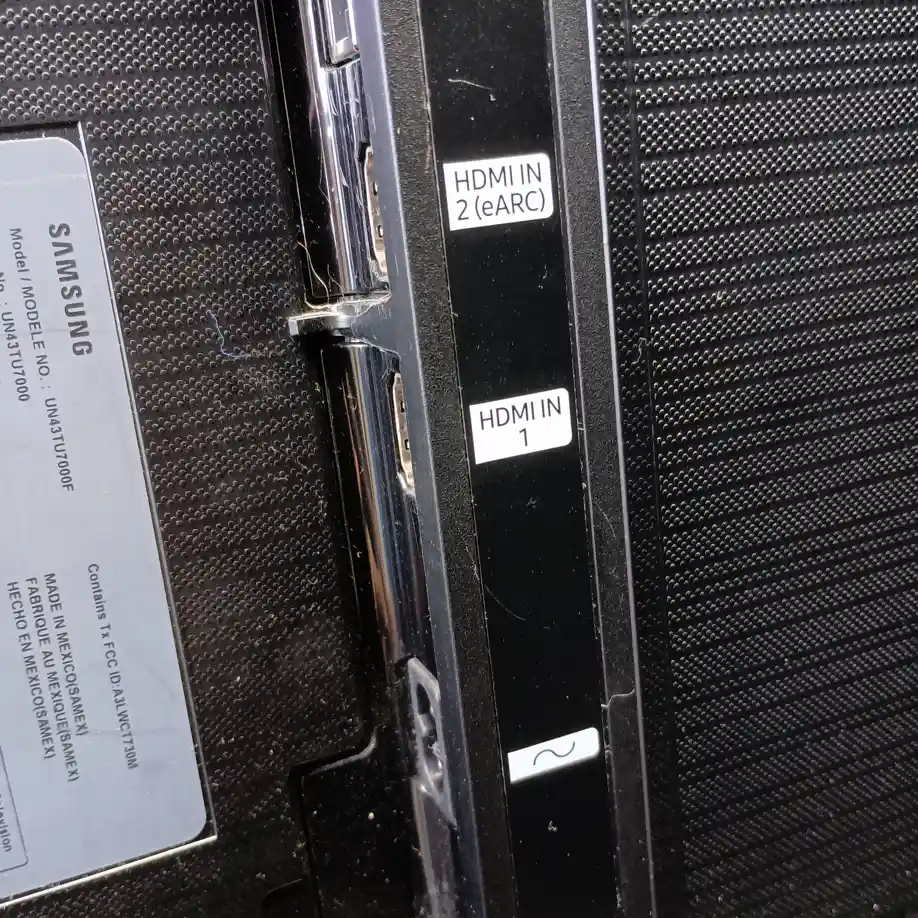 HDMI IN
2 (eARC)
HDMI IN
1
SAMSUNG
Model / MODELE NO. : UN43TU7000F
No. : UN43TU7000
Contains Tx FCC ID:A3LWCT730M
MADE IN MEXICO(SAMEX)
FABRIQUE AU MEXIQUE(SAMEX)
HECHO EN MEXICO(SAMEX)